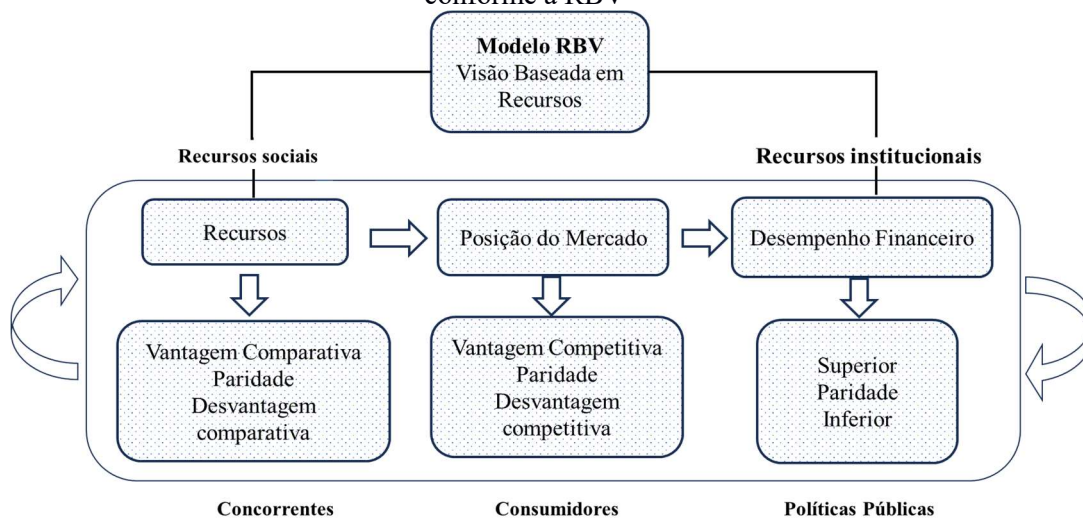 conforme a RBV
Modelo RBV
Visão Baseada em
Recursos
Recursos sociais
Recursos institucionais
Recursos
Posição do Mercado
Desempenho Financeiro
Vantagem Comparativa
Paridade
Desvantagem
comparativa
Vantagem Competitiva
Paridade
Desvantagem
competitiva
Superior
Paridade
Inferior
Concorrentes
Consumidores
Políticas Públicas